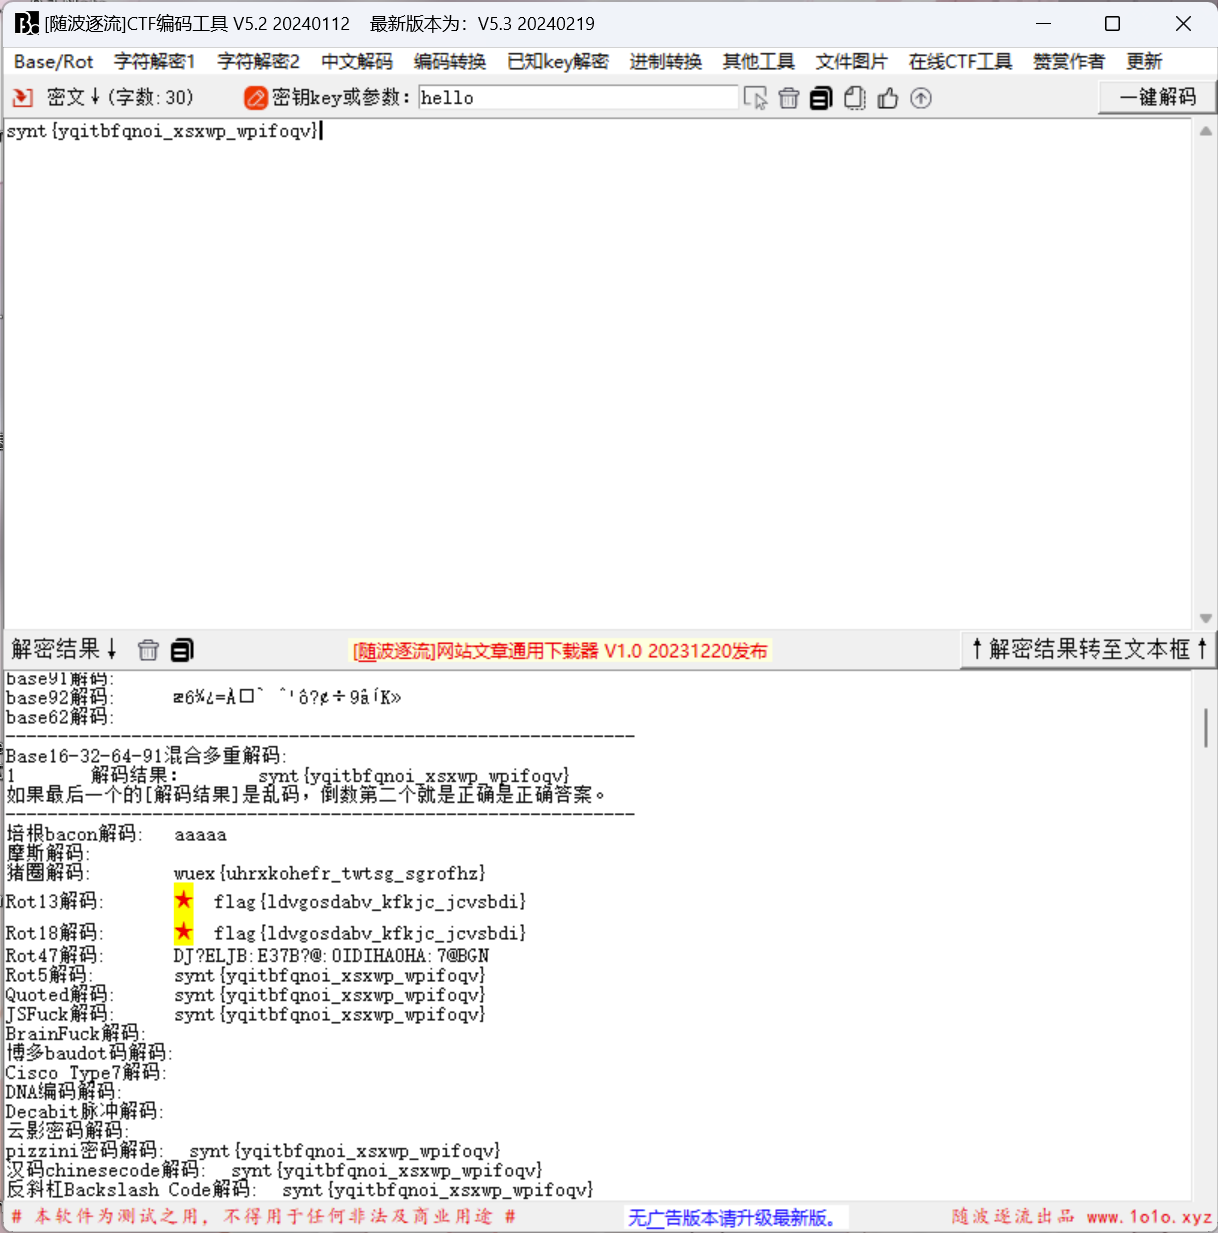 [随波逐流]CTF编码工具 V5.2 20240112 最新版本为：V5.3 20240219
Base/Rot 字符解密1 字符解密2 中文解码 编码转换 已知key解密 进制转换 其他工具 文件图片 在线CTF工具 赞赏作者 更新
密文↓(字数: 30) 密钥key或参数: hello 一键解码
synt{yqitbfqnoi_xsxwp_wpifoqv}
解密结果↓ [随波逐流]网站文章通用下载器 V1.0 20231220发布 ↑解密结果转至文本框↑
base91解码:
base92解码: æ6¾¿=À□` ˆ'ô?¢÷9âíK»
base62解码:
Base16-32-64-91混合多重解码:
1 解码结果： synt{yqitbfqnoi_xsxwp_wpifoqv}
如果最后一个的[解码结果]是乱码，倒数第二个就是正确是正确答案。
培根bacon解码: aaaaa
摩斯解码:
猪圈解码: wuex{uhrxkohefr_twtsg_sgrofhz}
Rot13解码: ★ flag{ldvgosdabv_kfkjc_jcvsbdi}
Rot18解码: ★ flag{ldvgosdabv_kfkjc_jcvsbdi}
Rot47解码: DJ?ELJB:E37B?@:0IDIHA0HA:7@BGN
Rot5解码: synt{yqitbfqnoi_xsxwp_wpifoqv}
Quoted解码: synt{yqitbfqnoi_xsxwp_wpifoqv}
JSFuck解码: synt{yqitbfqnoi_xsxwp_wpifoqv}
BrainFuck解码:
博多baudot码解码:
Cisco Type7解码:
DNA编码解码:
Decabit脉冲解码:
云影密码解码:
pizzini密码解码: synt{yqitbfqnoi_xsxwp_wpifoqv}
汉码chinesecode解码: synt{yqitbfqnoi_xsxwp_wpifoqv}
反斜杠Backslash Code解码: synt{yqitbfqnoi_xsxwp_wpifoqv}
# 本软件为测试之用，不得用于任何非法及商业用途 # 无广告版本请升级最新版。 随波逐流出品 www.1o1o.xyz